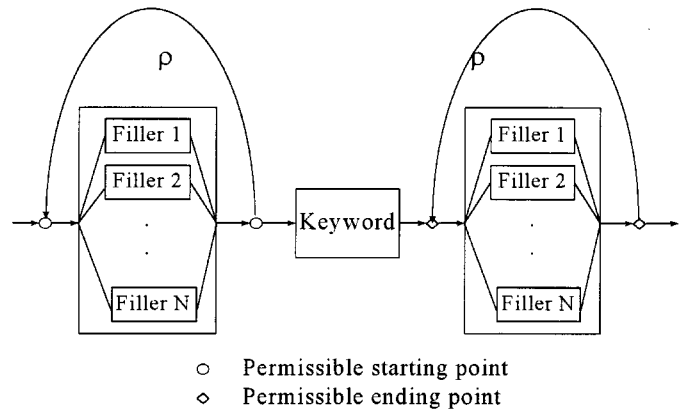 ρ
ρ
Filler 1
Filler 1
Filler 2
Filler 2
Keyword
.
.
.
.
Filler N
Filler N
Permissible starting point
Permissible ending point